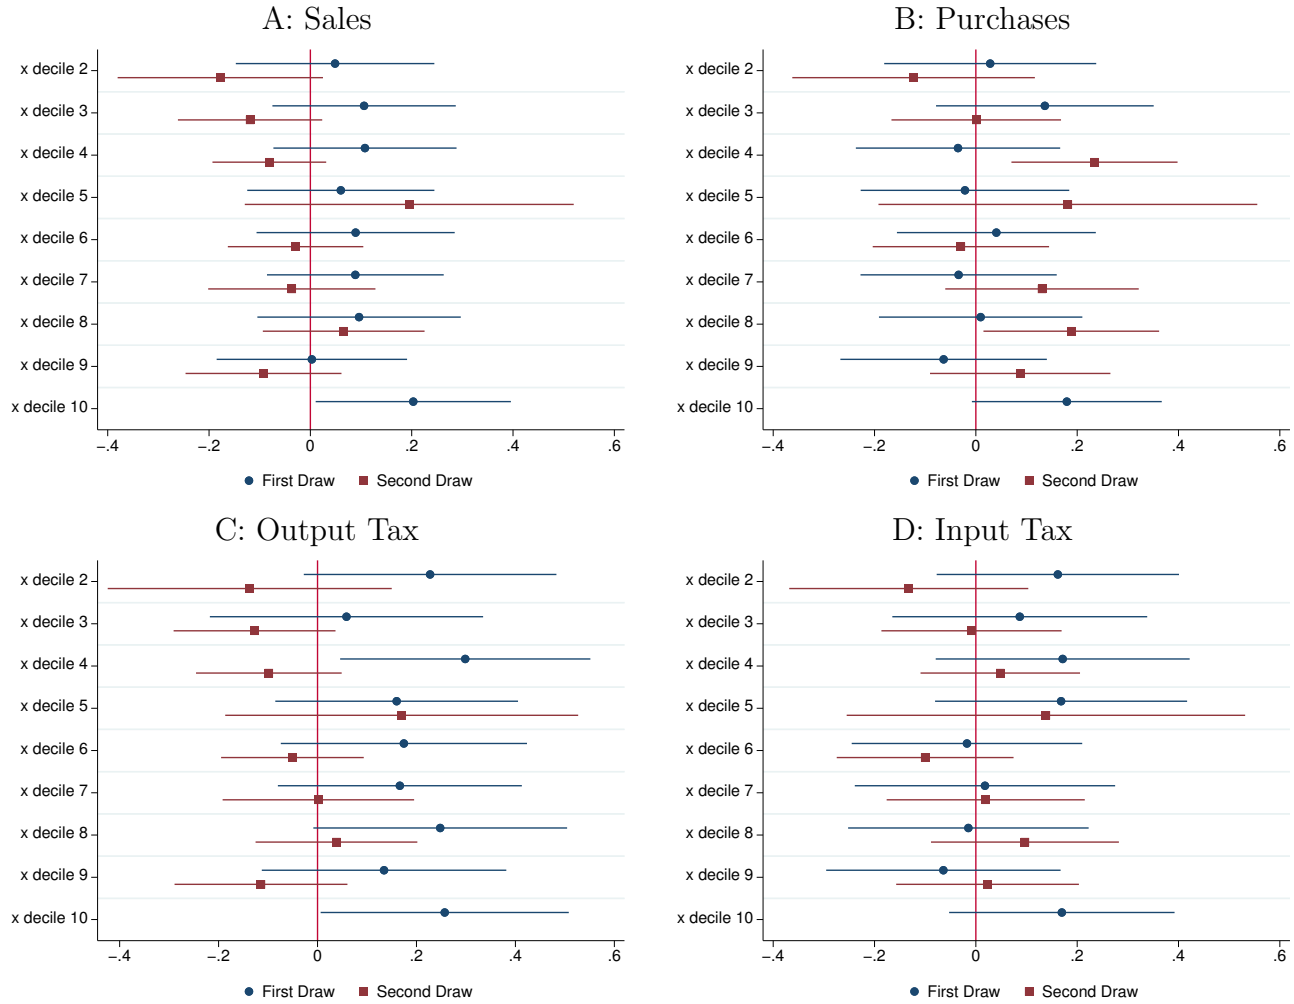 A: Sales
x decile 2
x decile 3
x decile 4
x decile 5
x decile 6
x decile 7
x decile 8
x decile 9
x decile 10
−.4 −.2 0 .2 .4 .6
First Draw Second Draw
B: Purchases
x decile 2
x decile 3
x decile 4
x decile 5
x decile 6
x decile 7
x decile 8
x decile 9
x decile 10
−.4 −.2 0 .2 .4 .6
First Draw Second Draw
C: Output Tax
x decile 2
x decile 3
x decile 4
x decile 5
x decile 6
x decile 7
x decile 8
x decile 9
x decile 10
−.4 −.2 0 .2 .4 .6
First Draw Second Draw
D: Input Tax
x decile 2
x decile 3
x decile 4
x decile 5
x decile 6
x decile 7
x decile 8
x decile 9
x decile 10
−.4 −.2 0 .2 .4 .6
First Draw Second Draw